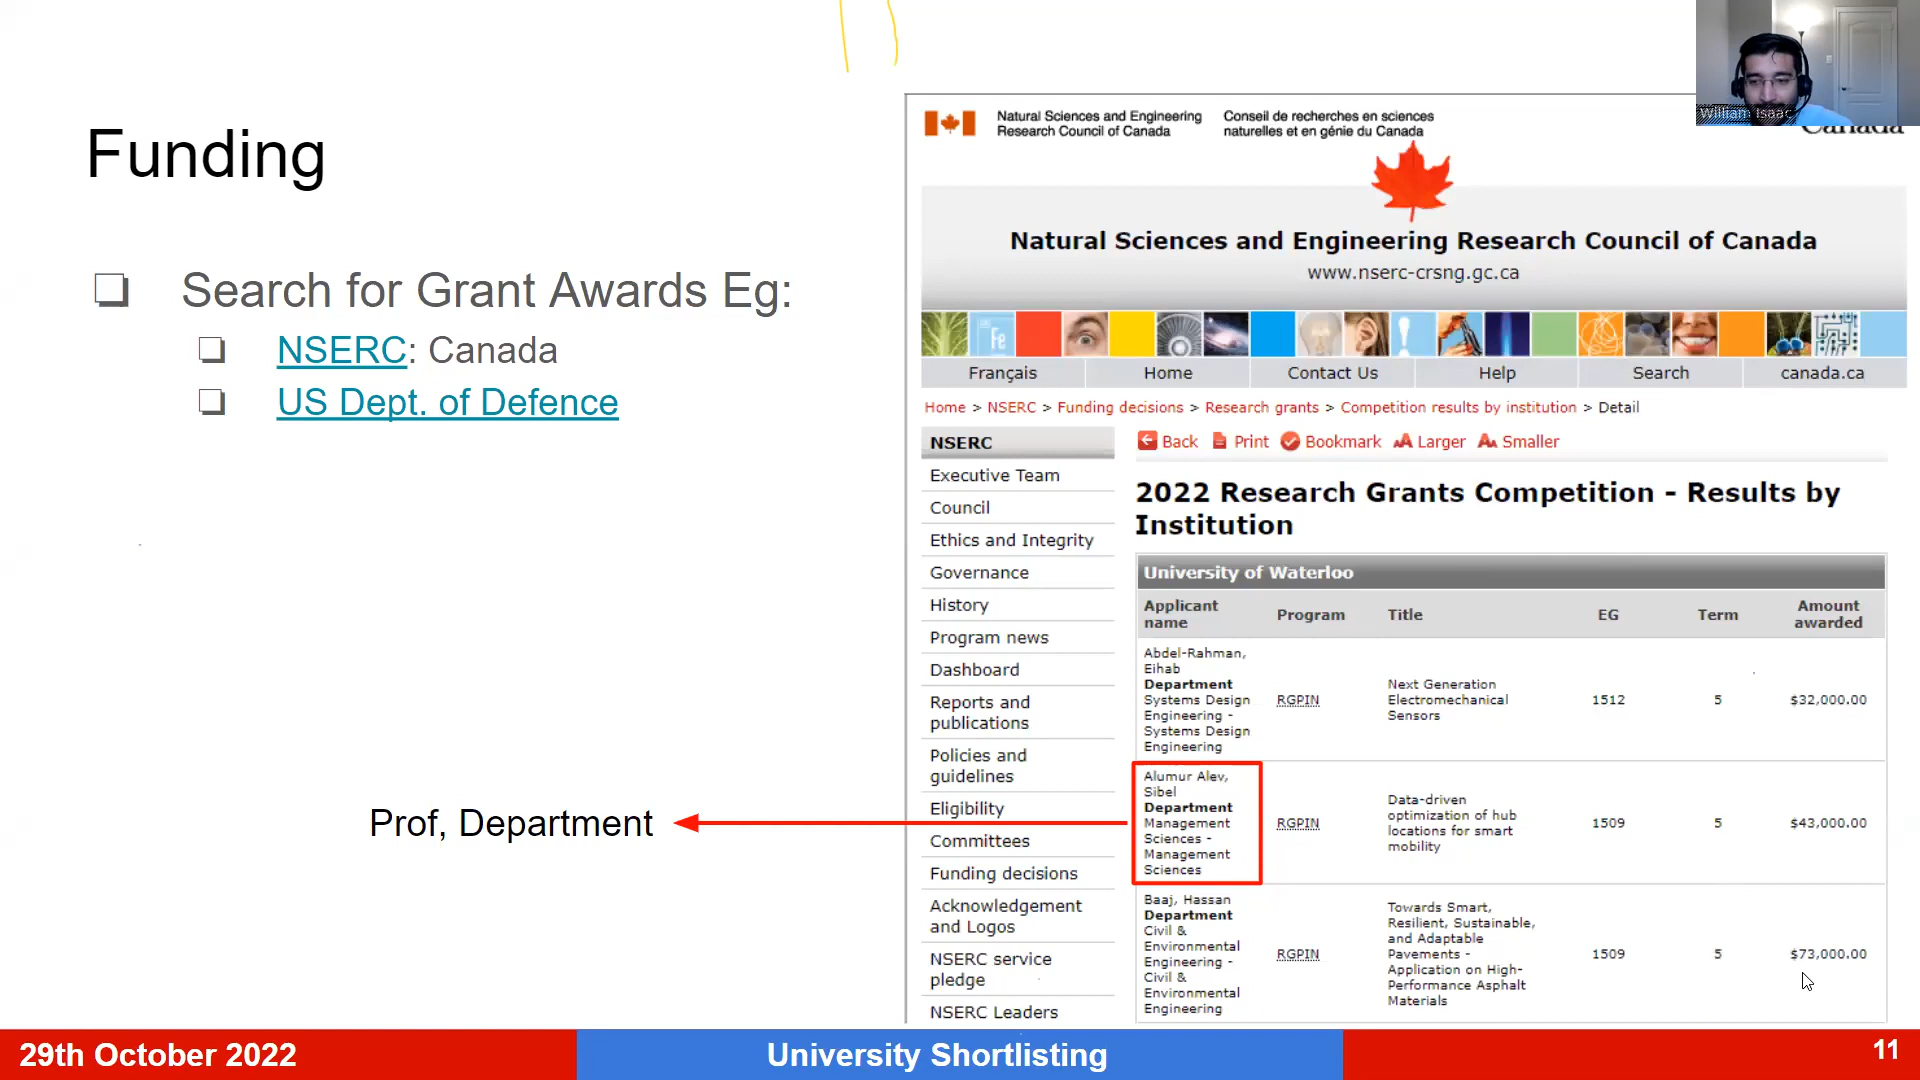 William Isaac
Funding
Search for Grant Awards Eg:
NSERC: Canada
US Dept. of Defence
Prof, Department
Natural Sciences and Engineering
Research Council of Canada
Conseil de recherches en sciences
naturelles et en génie du Canada
Canada
Natural Sciences and Engineering Research Council of Canada
www.nserc-crsng.gc.ca
Fe
Français Home Contact Us Help Search canada.ca
Home > NSERC > Funding decisions > Research grants > Competition results by institution > Detail
NSERC
Executive Team
Council
Ethics and Integrity
Governance
History
Program news
Dashboard
Reports and
publications
Policies and
guidelines
Eligibility
Committees
Funding decisions
Acknowledgement
and Logos
NSERC service
pledge
NSERC Leaders
Back Print Bookmark AA Larger AA Smaller
2022 Research Grants Competition - Results by
Institution
University of Waterloo
Applicant
name
Program
Title
EG
Term
Amount
awarded
Abdel-Rahman,
Eihab
Department
Systems Design
Engineering -
Systems Design
Engineering
RGPIN
Next Generation
Electromechanical
Sensors
1512
5
$32,000.00
Alumur Alev,
Sibel
Department
Management
Sciences -
Management
Sciences
RGPIN
Data-driven
optimization of hub
locations for smart
mobility
1509
5
$43,000.00
Baaj, Hassan
Department
Civil &
Environmental
Engineering -
Civil &
Environmental
Engineering
RGPIN
Towards Smart,
Resilient, Sustainable,
and Adaptable
Pavements -
Application on High-
Performance Asphalt
Materials
1509
5
$73,000.00
29th October 2022
University Shortlisting
11